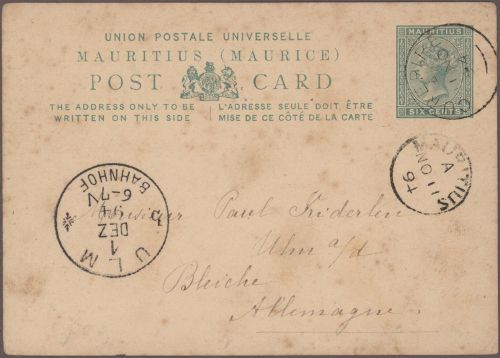 UNION POSTALE UNIVERSELLE
MAURITIUS (MAURICE)
POST CARD
THE ADDRESS ONLY TO BE WRITTEN ON THIS SIDE
L'ADRESSE SEULE DOIT ÊTRE MISE DE CE CÔTÉ DE LA CARTE
MAURITIUS
SIX CENTS
MAURITIUS
A
NO 11
94
ULM
1
DEZ
94
6-7V
BAHNHOF
Monsieur Paul Kiderlen
Ulm a/d
Bleiche
Allemagne